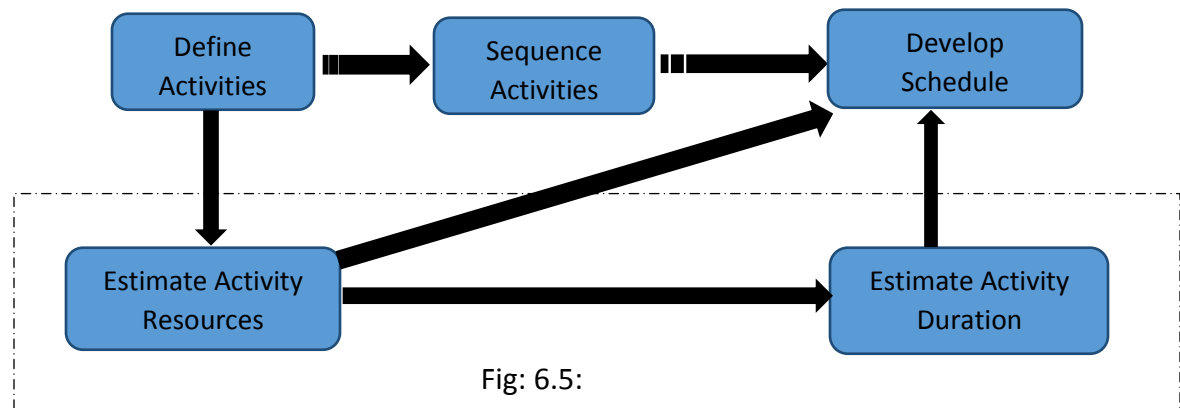 Define
Activities
Sequence
Activities
Develop
Schedule
Estimate Activity
Resources
Estimate Activity
Duration
Fig: 6.5: